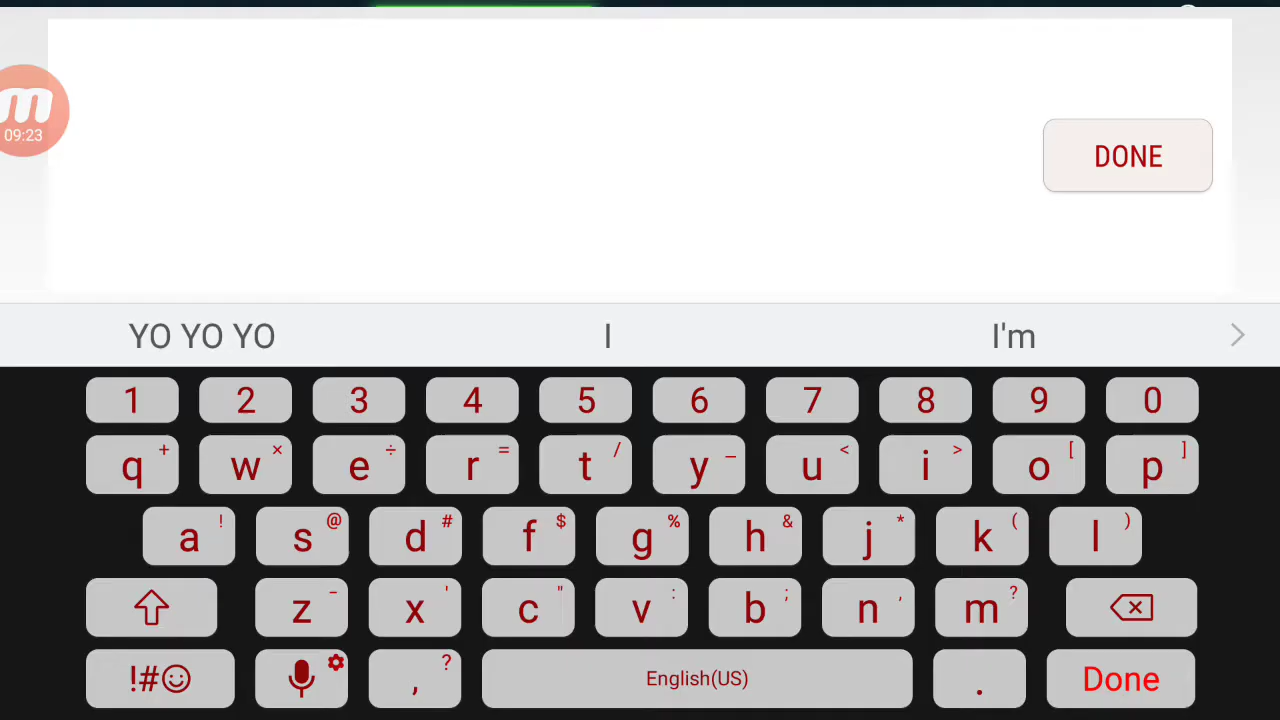 m
09:23
DONE
YO YO YO I I'm
1 2 3 4 5 6 7 8 9 0
q + w × e ÷ r = t / y _ u < i > o [ p ]
a ! s @ d # f $ g % h & j * k ( l )
z - x ' c " v : b ; n , m ?
!#☺ , ? English(US) . Done